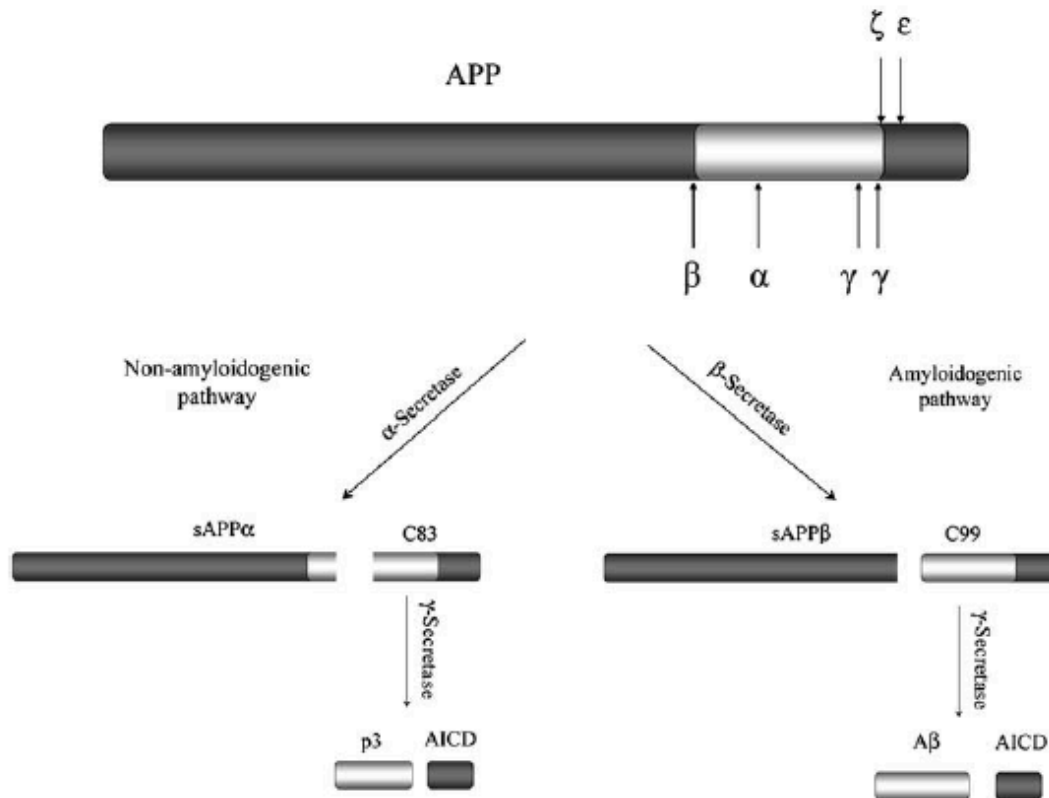 ζ ε
APP
β α γ γ
Non-amyloidogenic
pathway
α-Secretase
β-Secretase
Amyloidogenic
pathway
sAPPα
C83
sAPPβ
C99
γ-Secretase
γ-Secretase
p3
AICD
Aβ
AICD